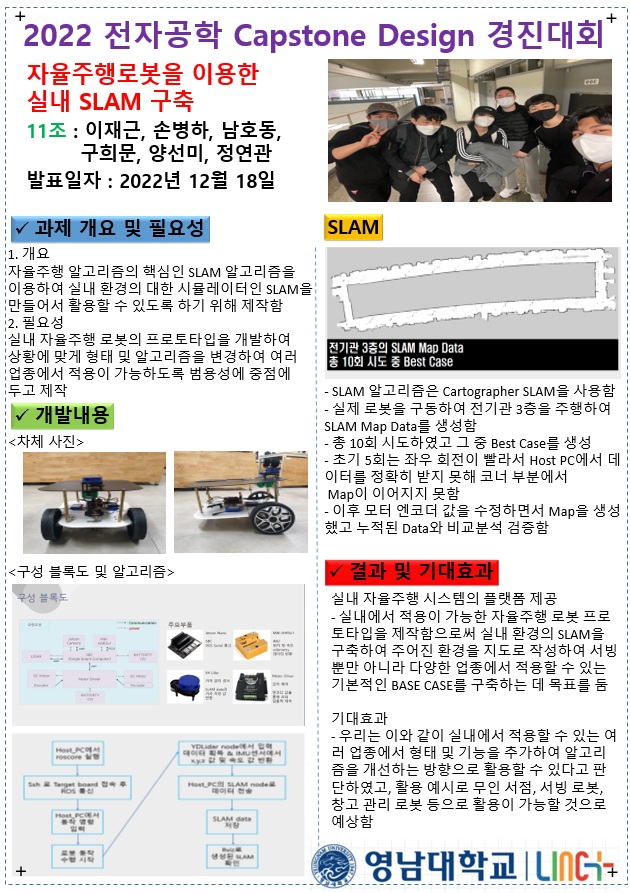 2022 전자공학 Capstone Design 경진대회
자율주행로봇을 이용한
실내 SLAM 구축
11조 : 이재근, 손병하, 남호동,
구희문, 양선미, 정연관
발표일자 : 2022년 12월 18일
✓ 과제 개요 및 필요성
1. 개요
자율주행 알고리즘의 핵심인 SLAM 알고리즘을
이용하여 실내 환경의 대한 시뮬레이터인 SLAM을
만들어서 활용할 수 있도록 하기 위해 제작함
2. 필요성
실내 자율주행 로봇의 프로토타입을 개발하여
상황에 맞게 형태 및 알고리즘을 변경하여 여러
업종에서 적용이 가능하도록 범용성에 중점에
두고 제작
✓ 개발내용
<차체 사진>
<구성 블록도 및 알고리즘>
구성 블록도
주요부품
Host_PC에서
roscore 실행
Ssh 로 Target board 접속 후
ROS 통신
Host_PC에서
동작 명령
입력
로봇 동작
수행 시작
YDLidar node에서 입력
데이터 획득 & IMU센서에서
x,y,z 값 및 속도 값 반환
Host_PC의 SLAM node로
데이터 전송
SLAM data
저장
Rviz로
생성된 SLAM
확인
SLAM
전기관 3층의 SLAM Map Data
총 10회 시도 중 Best Case
- SLAM 알고리즘은 Cartographer SLAM을 사용함
- 실제 로봇을 구동하여 전기관 3층을 주행하여
SLAM Map Data를 생성함
- 총 10회 시도하였고 그 중 Best Case를 생성
- 초기 5회는 좌우 회전이 빨라서 Host PC에서 데
이터를 정확히 받지 못해 코너 부분에서
Map이 이어지지 못함
- 이후 모터 엔코더 값을 수정하면서 Map을 생성
했고 누적된 Data와 비교분석 검증함
✓ 결과 및 기대효과
실내 자율주행 시스템의 플랫폼 제공
- 실내에서 적용이 가능한 자율주행 로봇 프로
토타입을 제작함으로써 실내 환경의 SLAM을
구축하여 주어진 환경을 지도로 작성하여 서빙
뿐만 아니라 다양한 업종에서 적용할 수 있는
기본적인 BASE CASE를 구축하는 데 목표를 둠
기대효과
- 우리는 이와 같이 실내에서 적용할 수 있는 여
러 업종에서 형태 및 기능을 추가하여 알고리
즘을 개선하는 방향으로 활용할 수 있다고 판
단하였고, 활용 예시로 무인 서점, 서빙 로봇,
창고 관리 로봇 등으로 활용이 가능할 것으로
예상함
영남대학교 LINC